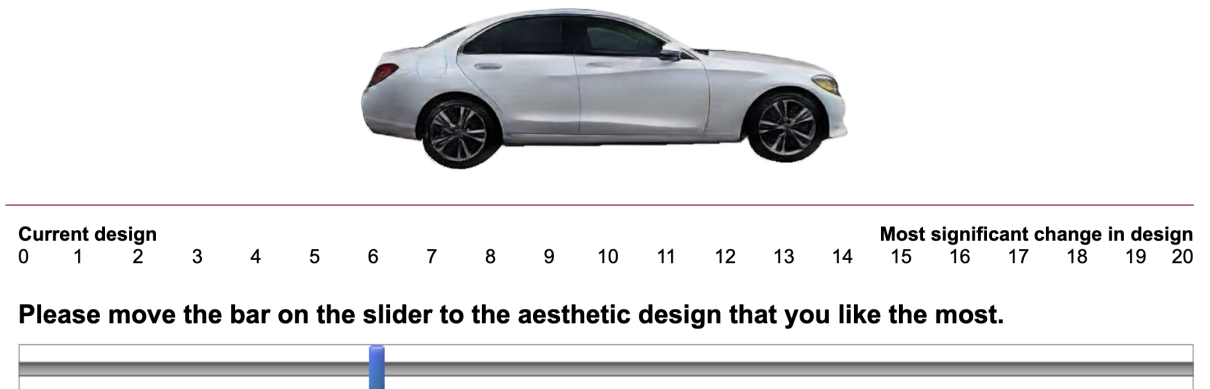 Current design Most significant change in design
0 1 2 3 4 5 6 7 8 9 10 11 12 13 14 15 16 17 18 19 20
Please move the bar on the slider to the aesthetic design that you like the most.